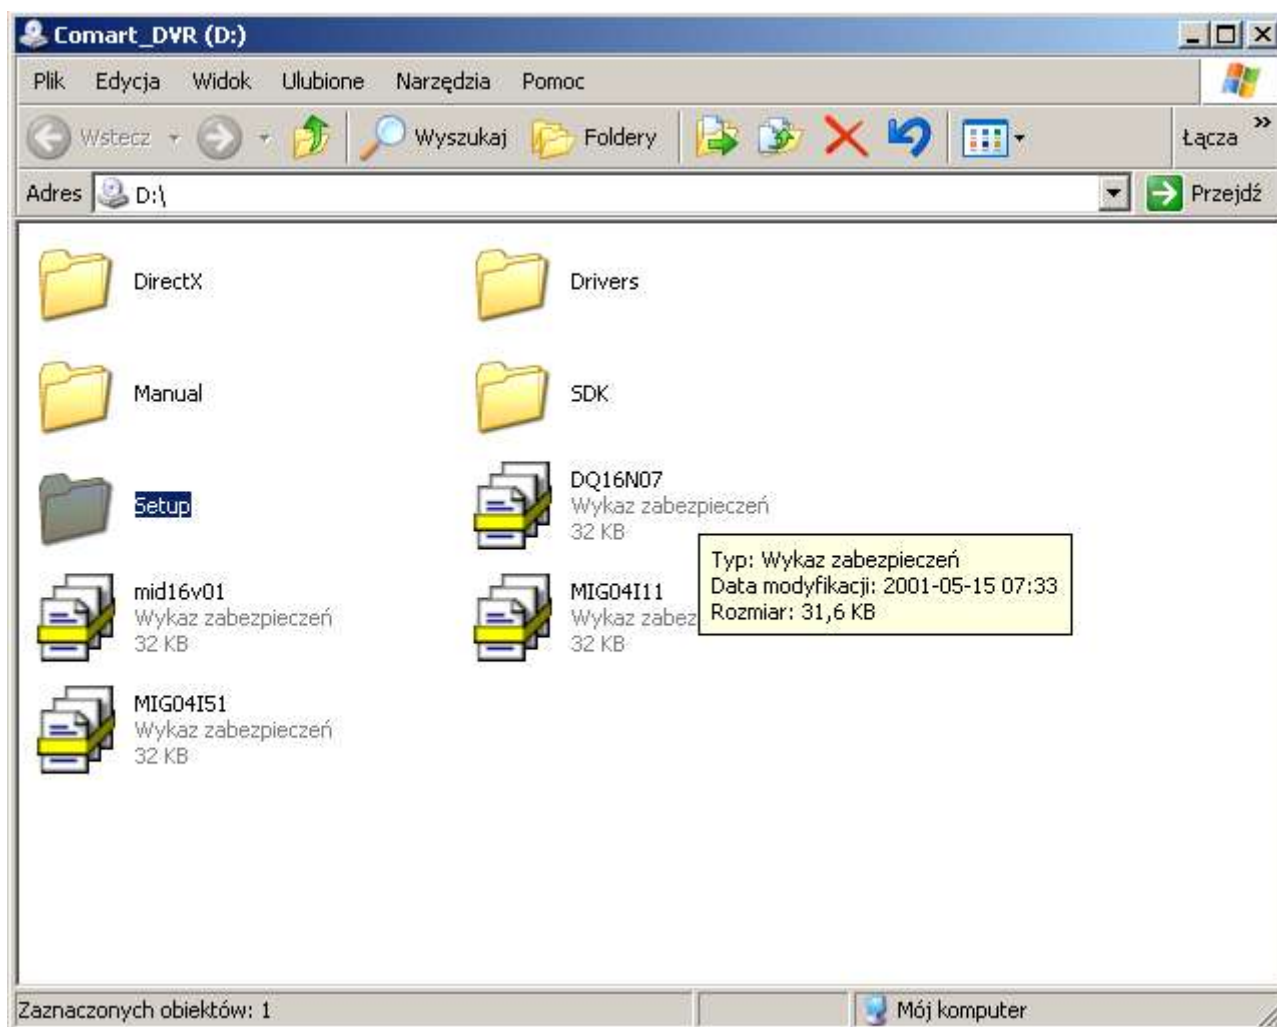 Comart_DVR (D:)
Plik Edycja Widok Ulubione Narzędzia Pomoc
Wstecz Wyszukaj Foldery Łącza »
Adres D:\ Przejdź
DirectX Drivers
Manual SDK
Setup
DQ16N07
Wykaz zabezpieczeń
32 KB
Typ: Wykaz zabezpieczeń
Data modyfikacji: 2001-05-15 07:33
Rozmiar: 31,6 KB
mid16v01
Wykaz zabezpieczeń
32 KB
MIG04I11
Wykaz zabez
32 KB
MIG04I51
Wykaz zabezpieczeń
32 KB
Zaznaczonych obiektów: 1 Mój komputer